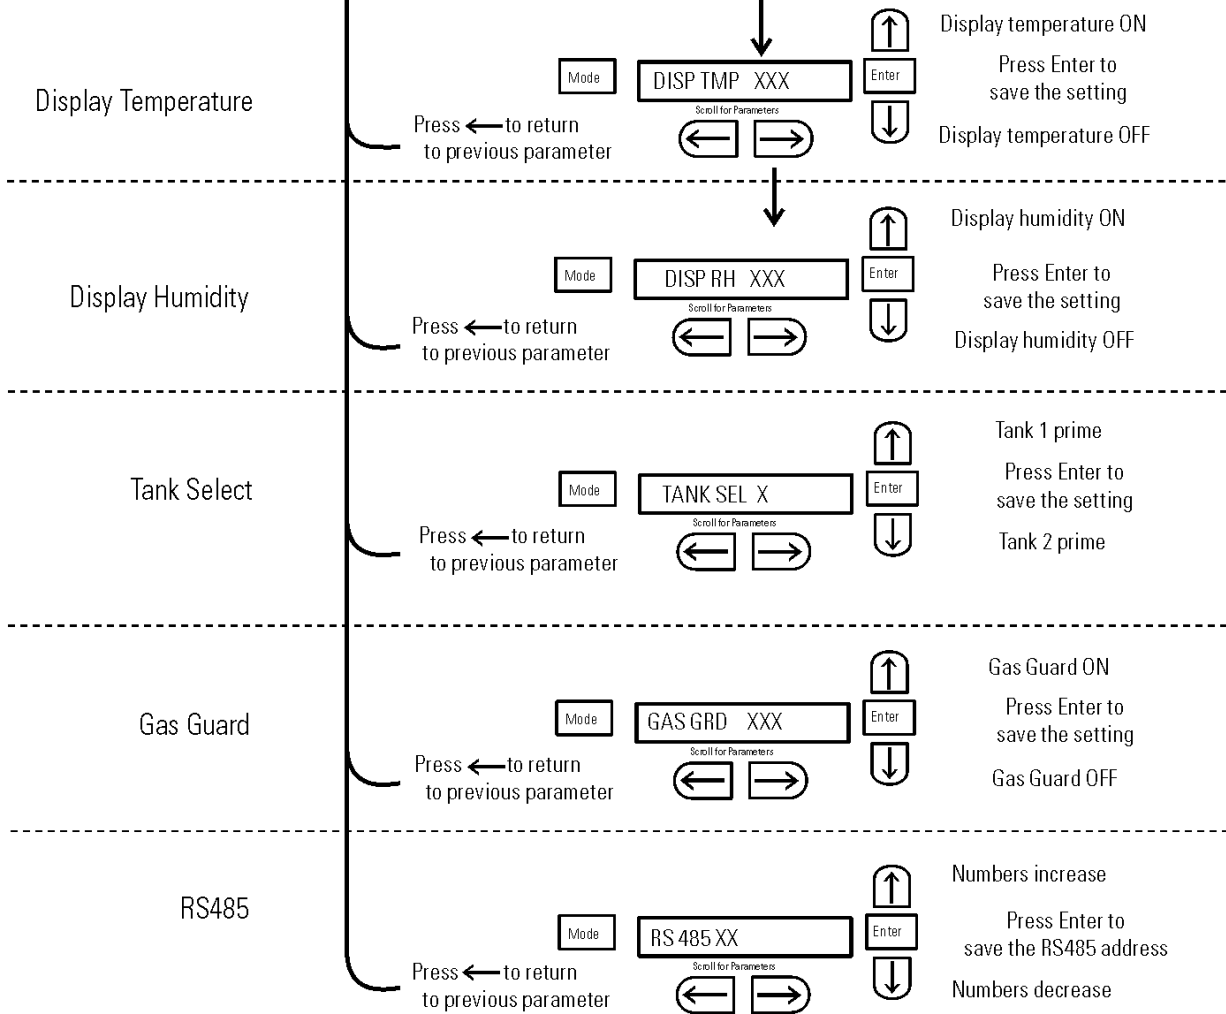 Display temperature ON
Mode
DISP TMP XXX
Enter
Press Enter to
save the setting
Display Temperature
Scroll for Parameters
Press ← to return
to previous parameter
← →
Display temperature OFF
Display humidity ON
Mode
DISP RH XXX
Enter
Press Enter to
save the setting
Display Humidity
Scroll for Parameters
Press ← to return
to previous parameter
← →
Display humidity OFF
Tank 1 prime
Tank Select
Mode
TANK SEL X
Enter
Press Enter to
save the setting
Scroll for Parameters
Press ← to return
to previous parameter
← →
Tank 2 prime
Gas Guard ON
Gas Guard
Mode
GAS GRD XXX
Enter
Press Enter to
save the setting
Scroll for Parameters
Press ← to return
to previous parameter
← →
Gas Guard OFF
Numbers increase
RS485
Mode
RS 485 XX
Enter
Press Enter to
save the RS485 address
Scroll for Parameters
Press ← to return
to previous parameter
← →
Numbers decrease